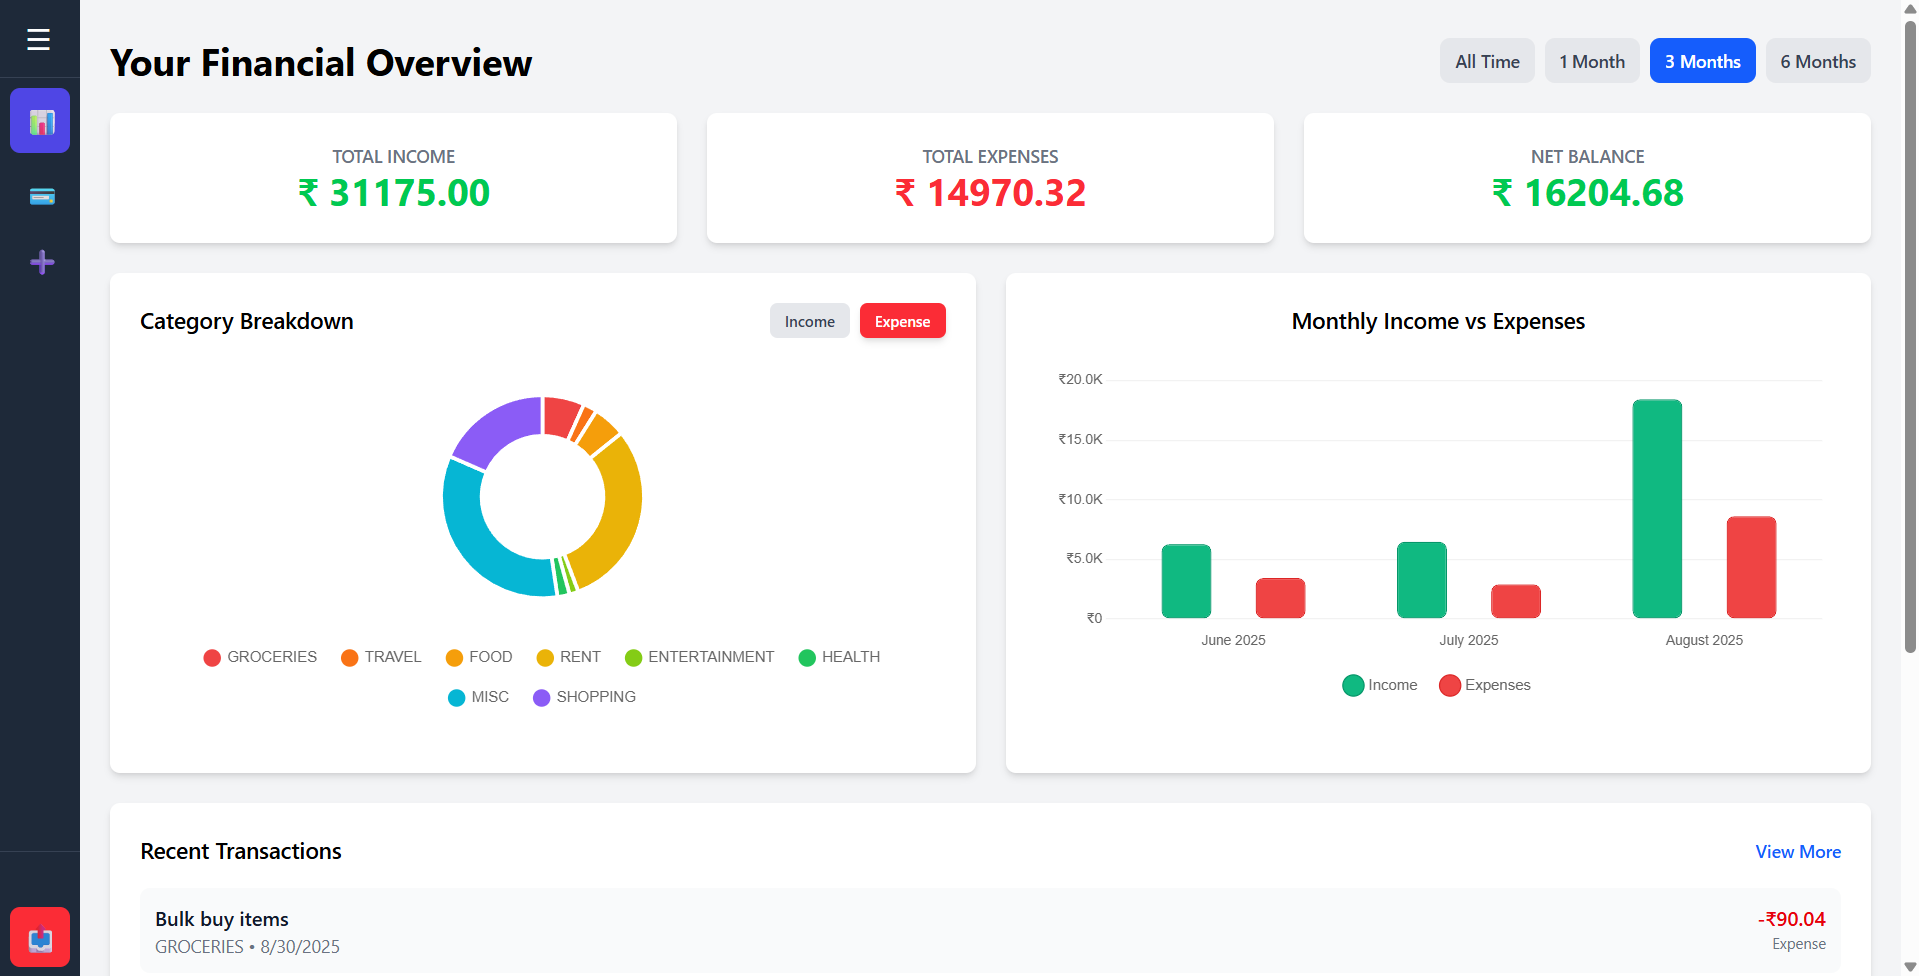 Your Financial Overview
All Time 1 Month 3 Months 6 Months
TOTAL INCOME
₹ 31175.00
TOTAL EXPENSES
₹ 14970.32
NET BALANCE
₹ 16204.68
Category Breakdown
Income Expense
GROCERIES TRAVEL FOOD RENT ENTERTAINMENT HEALTH
MISC SHOPPING
Monthly Income vs Expenses
₹20.0K
₹15.0K
₹10.0K
₹5.0K
₹0
June 2025 July 2025 August 2025
Income Expenses
Recent Transactions
View More
Bulk buy items
GROCERIES • 8/30/2025
-₹90.04
Expense